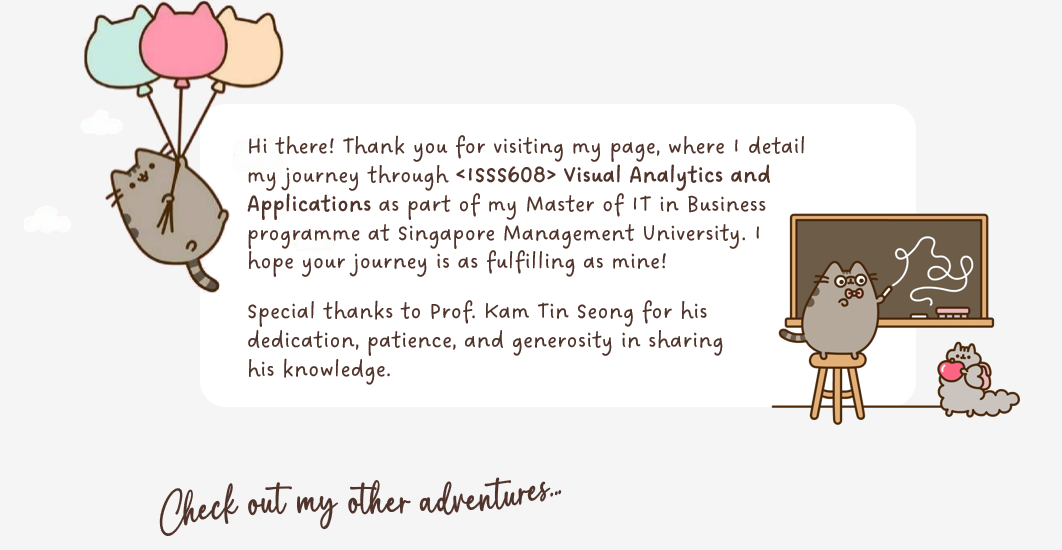 Hi there! Thank you for visiting my page, where I detail
my journey through <ISSS608> Visual Analytics and
Applications as part of my Master of IT in Business
programme at Singapore Management University. I
hope your journey is as fulfilling as mine!
Special thanks to Prof. Kam Tin Seong for his
dedication, patience, and generosity in sharing
his knowledge.
Check out my other adventures...